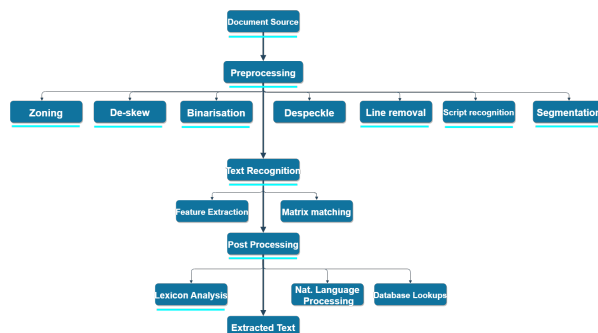 Document Source
Preprocessing
Zoning
De-skew
Binarisation
Despeckle
Line removal
Script recognition
Segmentation
Text Recognition
Feature Extraction
Matrix matching
Post Processing
Lexicon Analysis
Nat. Language
Processing
Database Lookups
Extracted Text